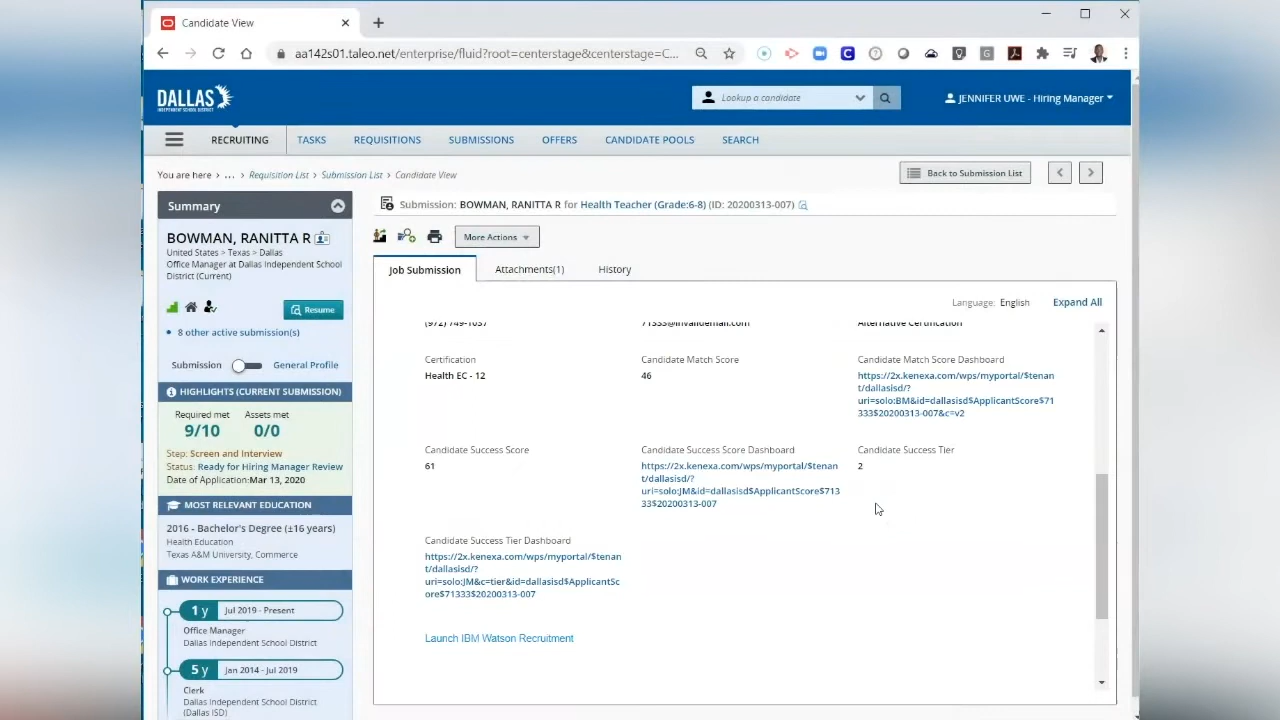 Candidate View
aa142s01.taleo.net/enterprise/fluid?root=centerstage&centerstage=C...
DALLAS
INDEPENDENT SCHOOL DISTRICT
Lookup a candidate
JENNIFER UWE - Hiring Manager
RECRUITING
TASKS
REQUISITIONS
SUBMISSIONS
OFFERS
CANDIDATE POOLS
SEARCH
You are here > ... > Requisition List > Submission List > Candidate View
Back to Submission List
Summary
BOWMAN, RANITTA R
United States > Texas > Dallas
Office Manager at Dallas Independent School
District (Current)
Resume
8 other active submission(s)
Submission
General Profile
HIGHLIGHTS (CURRENT SUBMISSION)
Required met
Assets met
9/10
0/0
Step: Screen and Interview
Status: Ready for Hiring Manager Review
Date of Application:Mar 13, 2020
MOST RELEVANT EDUCATION
2016 - Bachelor's Degree (±16 years)
Health Education
Texas A&M University, Commerce
WORK EXPERIENCE
1 y
Jul 2019 - Present
Office Manager
Dallas Independent School District
5 y
Jan 2014 - Jul 2019
Clerk
Dallas Independent School District
(Dallas ISD)
Submission: BOWMAN, RANITTA R for Health Teacher (Grade:6-8) (ID: 20200313-007)
More Actions
Job Submission
Attachments(1)
History
Language: English
Expand All
(972) 749-1037
71333@invalidemail.com
Alternative Certification
Certification
Health EC - 12
Candidate Match Score
46
Candidate Match Score Dashboard
https://2x.kenexa.com/wps/myportal/$tenan
t/dallasisd/?
uri=solo:BM&id=dallasisd$ApplicantScore$71
333$20200313-007&c=v2
Candidate Success Score
61
Candidate Success Score Dashboard
https://2x.kenexa.com/wps/myportal/$tenan
t/dallasisd/?
uri=solo:JM&id=dallasisd$ApplicantScore$713
33$20200313-007
Candidate Success Tier
2
Candidate Success Tier Dashboard
https://2x.kenexa.com/wps/myportal/$tenan
t/dallasisd/?
uri=solo:JM&c=tier&id=dallasisd$ApplicantSc
ore$71333$20200313-007
Launch IBM Watson Recruitment